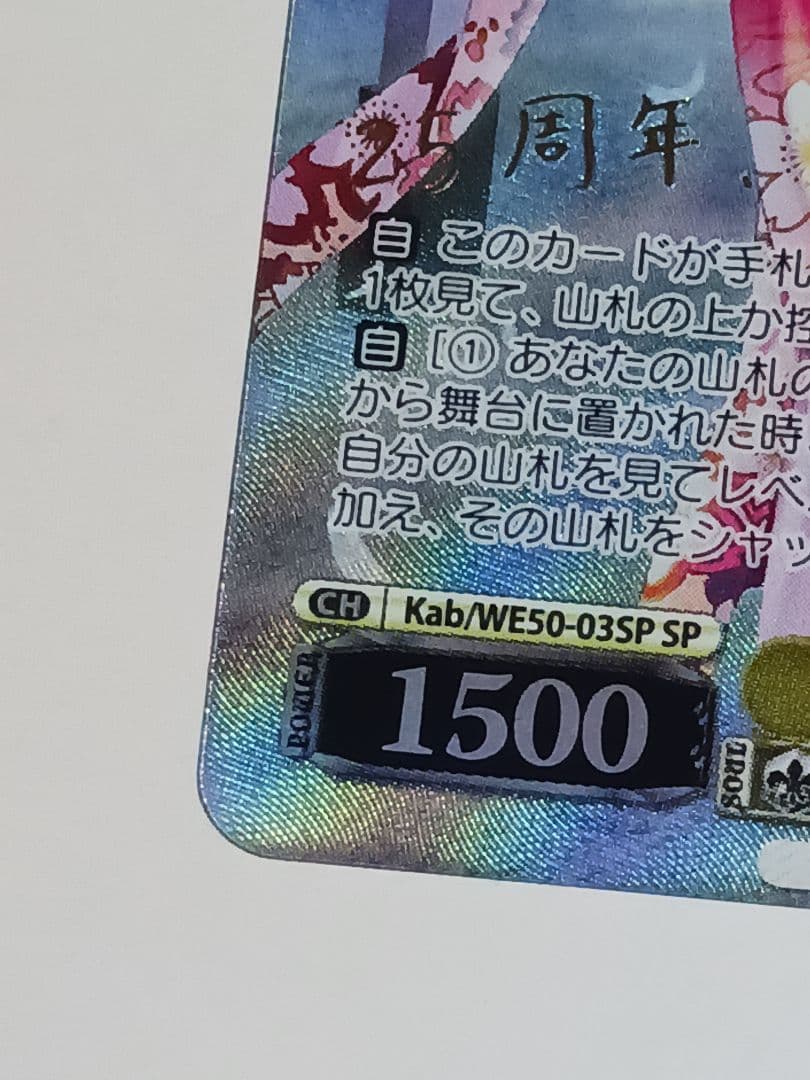 25周年.
自 このカードが手札
1枚見て、山札の上か控
自 [① あなたの山札の
から舞台に置かれた時
自分の山札を見てレベ
加え、その山札をシャッ
CH Kab/WE50-03SP SP
POWER 1500
SOUL